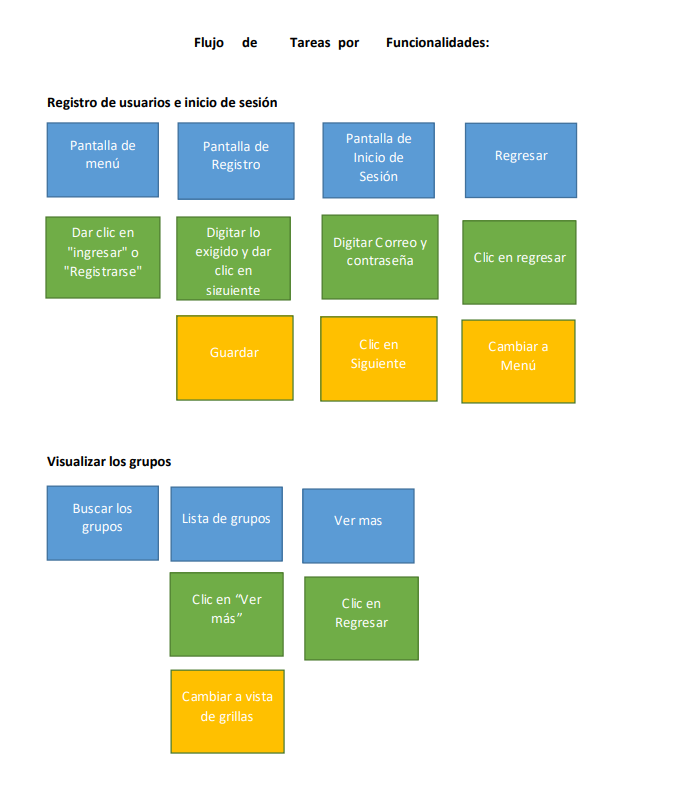 Flujo de Tareas por Funcionalidades:
Registro de usuarios e inicio de sesión
Pantalla de
menú
Pantalla de
Registro
Pantalla de
Inicio de
Sesión
Regresar
Dar clic en
"ingresar" o
"Registrarse"
Digitar lo
exigido y dar
clic en
siguiente
Digitar Correo y
contraseña
Clic en regresar
Guardar
Clic en
Siguiente
Cambiar a
Menú
Visualizar los grupos
Buscar los
grupos
Lista de grupos
Ver mas
Clic en “Ver
más”
Clic en
Regresar
Cambiar a vista
de grillas